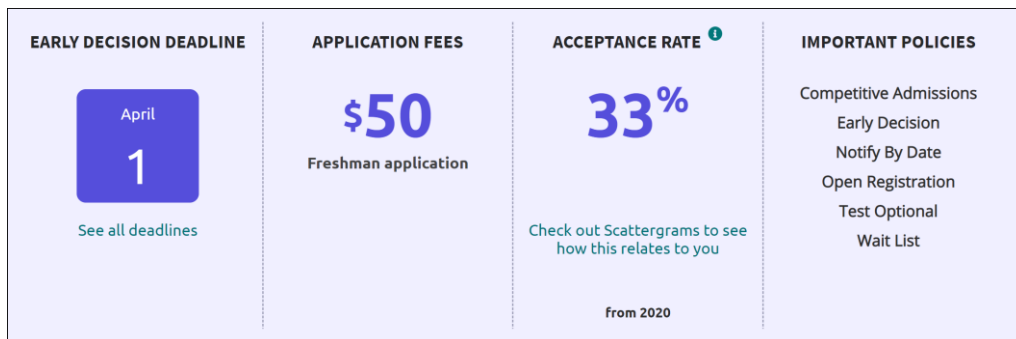 EARLY DECISION DEADLINE
April
1
See all deadlines
APPLICATION FEES
$50
Freshman application
ACCEPTANCE RATE
33%
Check out Scattergrams to see
how this relates to you
from 2020
IMPORTANT POLICIES
Competitive Admissions
Early Decision
Notify By Date
Open Registration
Test Optional
Wait List